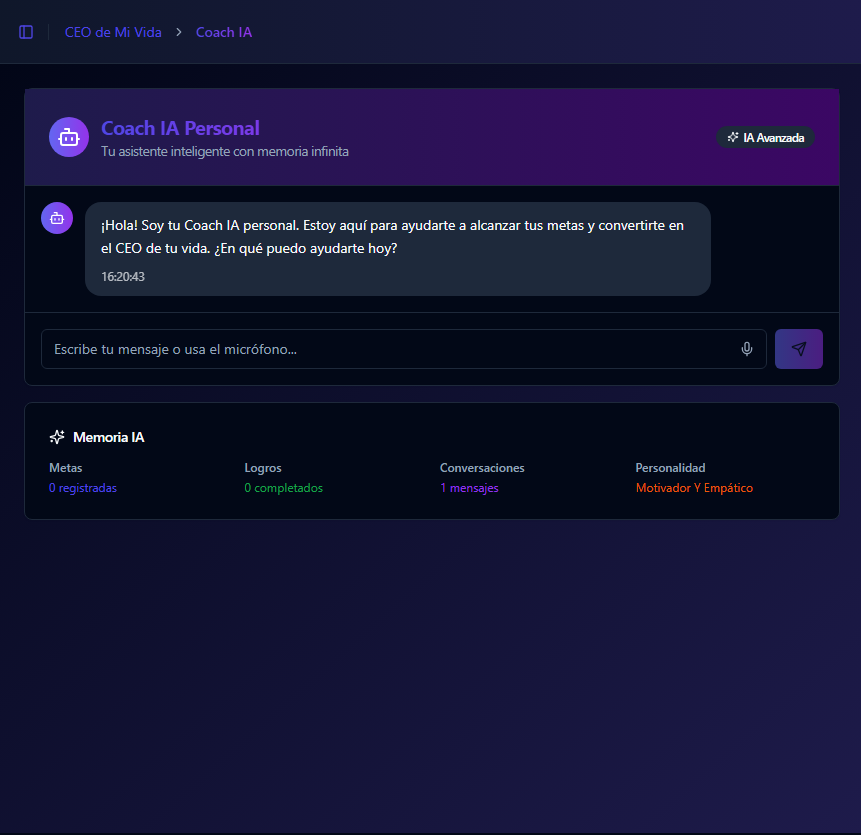 CEO de Mi Vida > Coach IA
Coach IA Personal
Tu asistente inteligente con memoria infinita
IA Avanzada
¡Hola! Soy tu Coach IA personal. Estoy aquí para ayudarte a alcanzar tus metas y convertirte en
el CEO de tu vida. ¿En qué puedo ayudarte hoy?
16:20:43
Escribe tu mensaje o usa el micrófono...
Memoria IA
Metas Logros Conversaciones Personalidad
0 registradas 0 completados 1 mensajes Motivador Y Empático